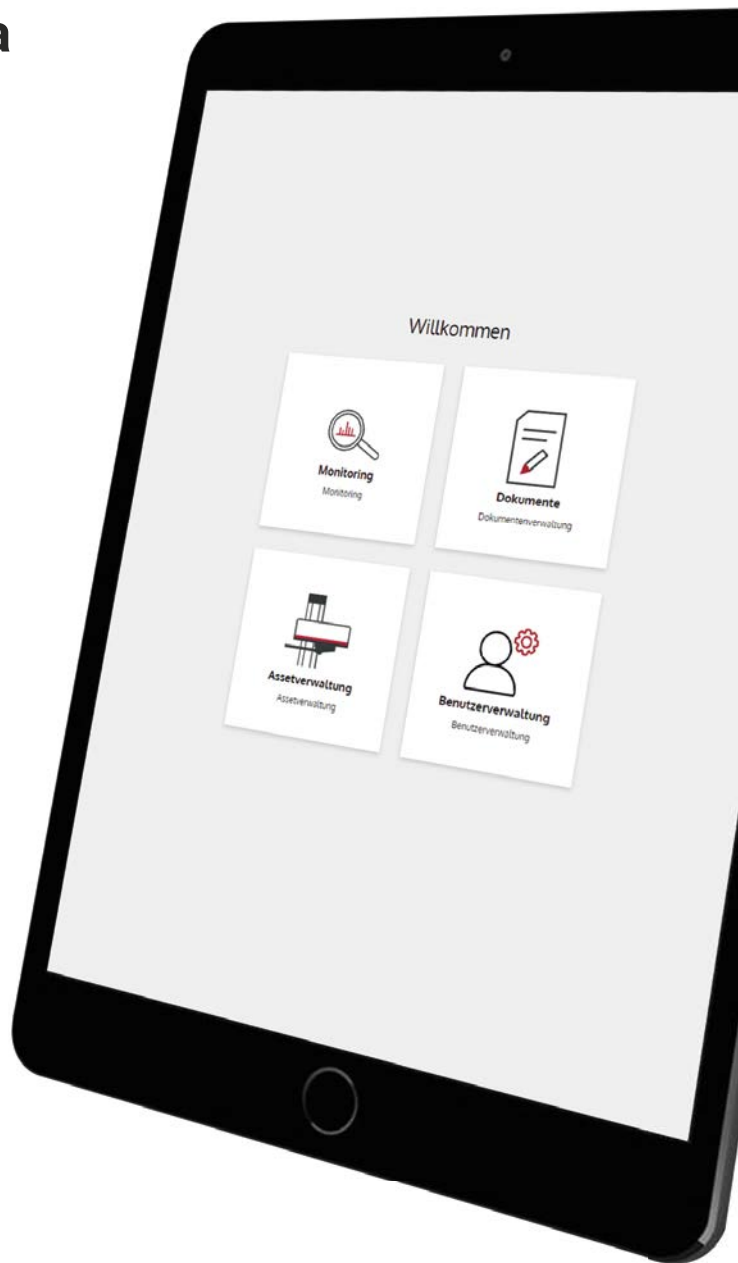 a
Willkommen
Monitoring
Monitoring
Dokumente
Dokumentenverwaltung
Assetverwaltung
Assetverwaltung
Benutzerverwaltung
Benutzerverwaltung